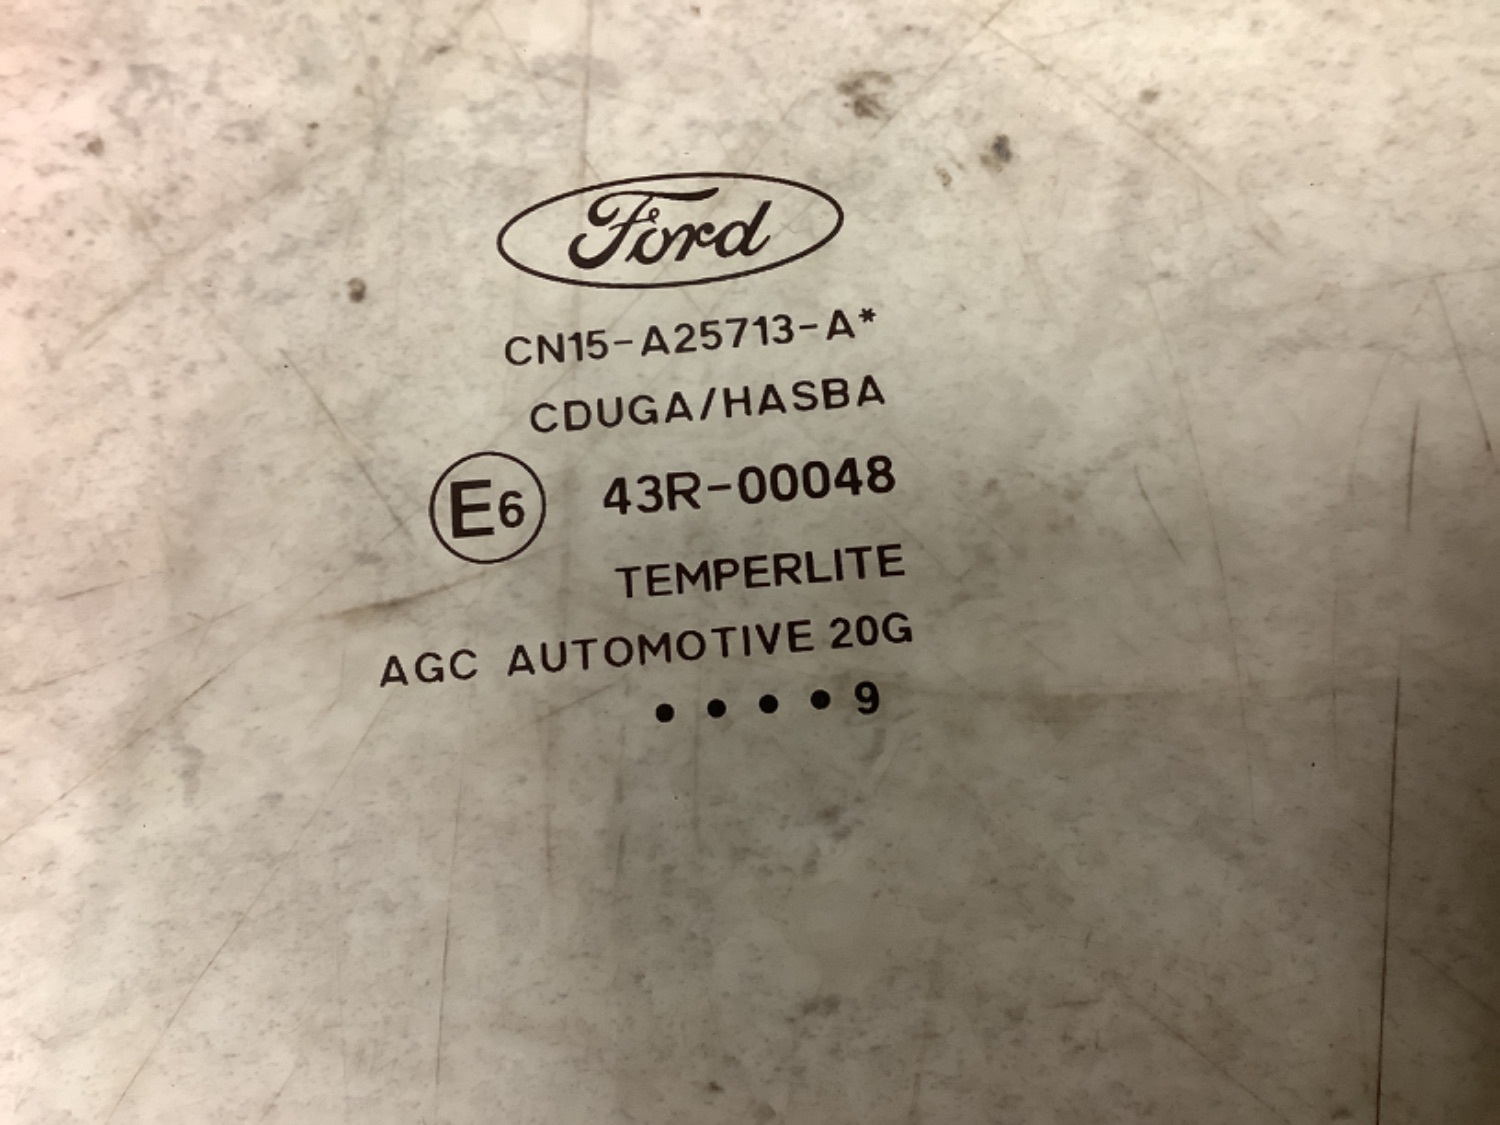 Ford
CN15-A25713-A*
CDUGA/HASBA
E6 43R-00048
TEMPERLITE
AGC AUTOMOTIVE 20G
• • • • 9